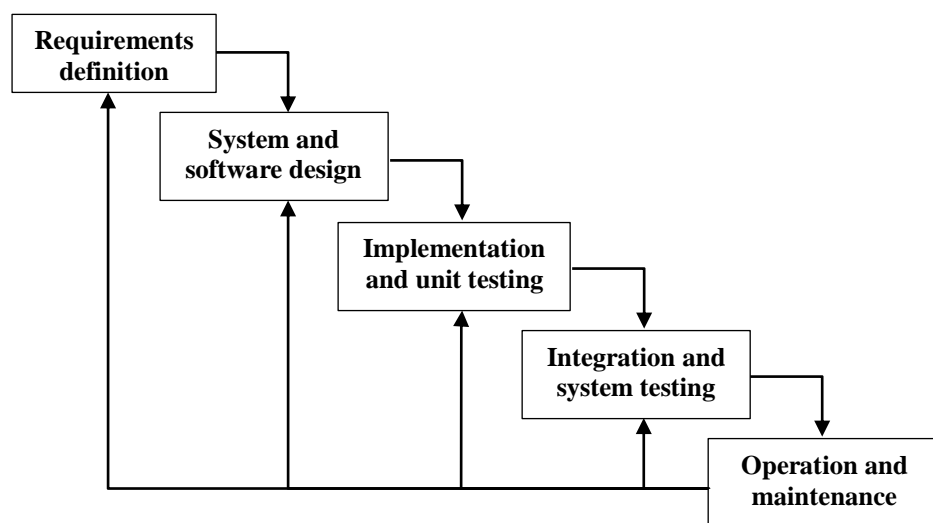 Requirements
definition
System and
software design
Implementation
and unit testing
Integration and
system testing
Operation and
maintenance